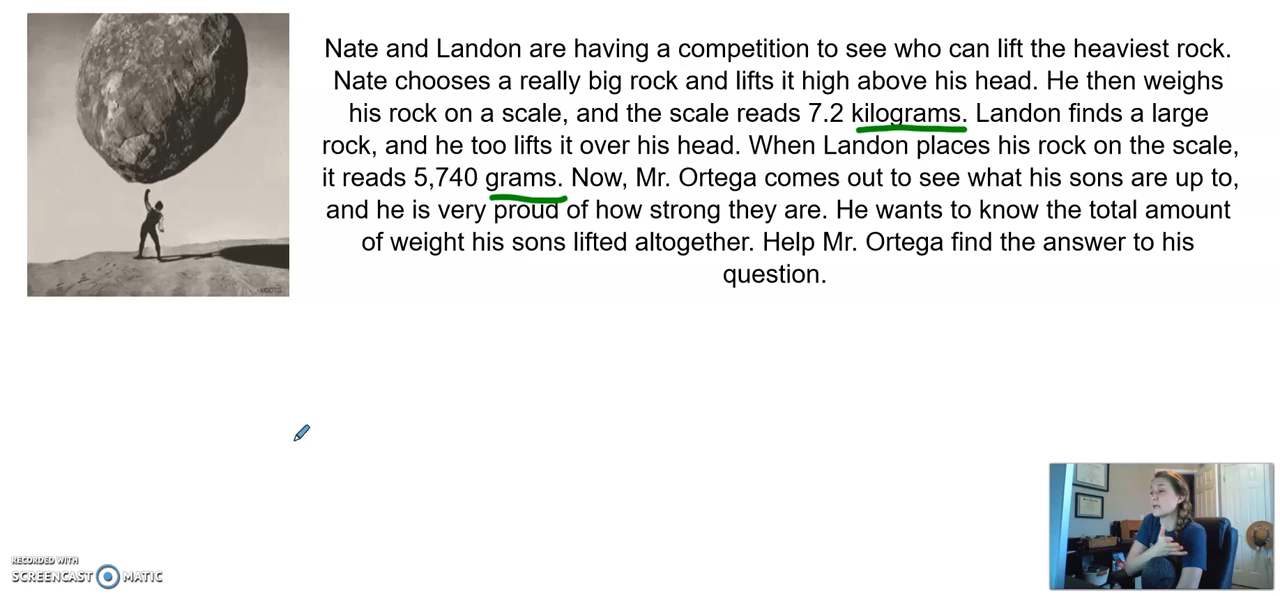 Nate and Landon are having a competition to see who can lift the heaviest rock.
Nate chooses a really big rock and lifts it high above his head. He then weighs
his rock on a scale, and the scale reads 7.2 kilograms. Landon finds a large
rock, and he too lifts it over his head. When Landon places his rock on the scale,
it reads 5,740 grams. Now, Mr. Ortega comes out to see what his sons are up to,
and he is very proud of how strong they are. He wants to know the total amount
of weight his sons lifted altogether. Help Mr. Ortega find the answer to his
question.
RECORDED WITH
SCREENCAST MATIC